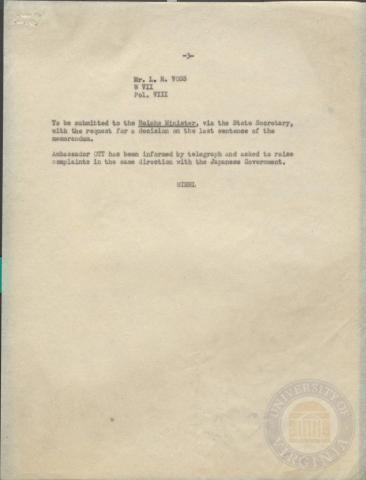 -3-
Mr. L. R. VOSS
W VII
Pol. VIII
To be submitted to the Reichs Minister, via the State Secretary,
with the request for a decision on the last sentence of the
memorandum.
Ambassador OTT has been informed by telegraph and asked to raise
complaints in the same direction with the Japanese Government.
WIEHL
UNIVERSITY OF VIRGINIA